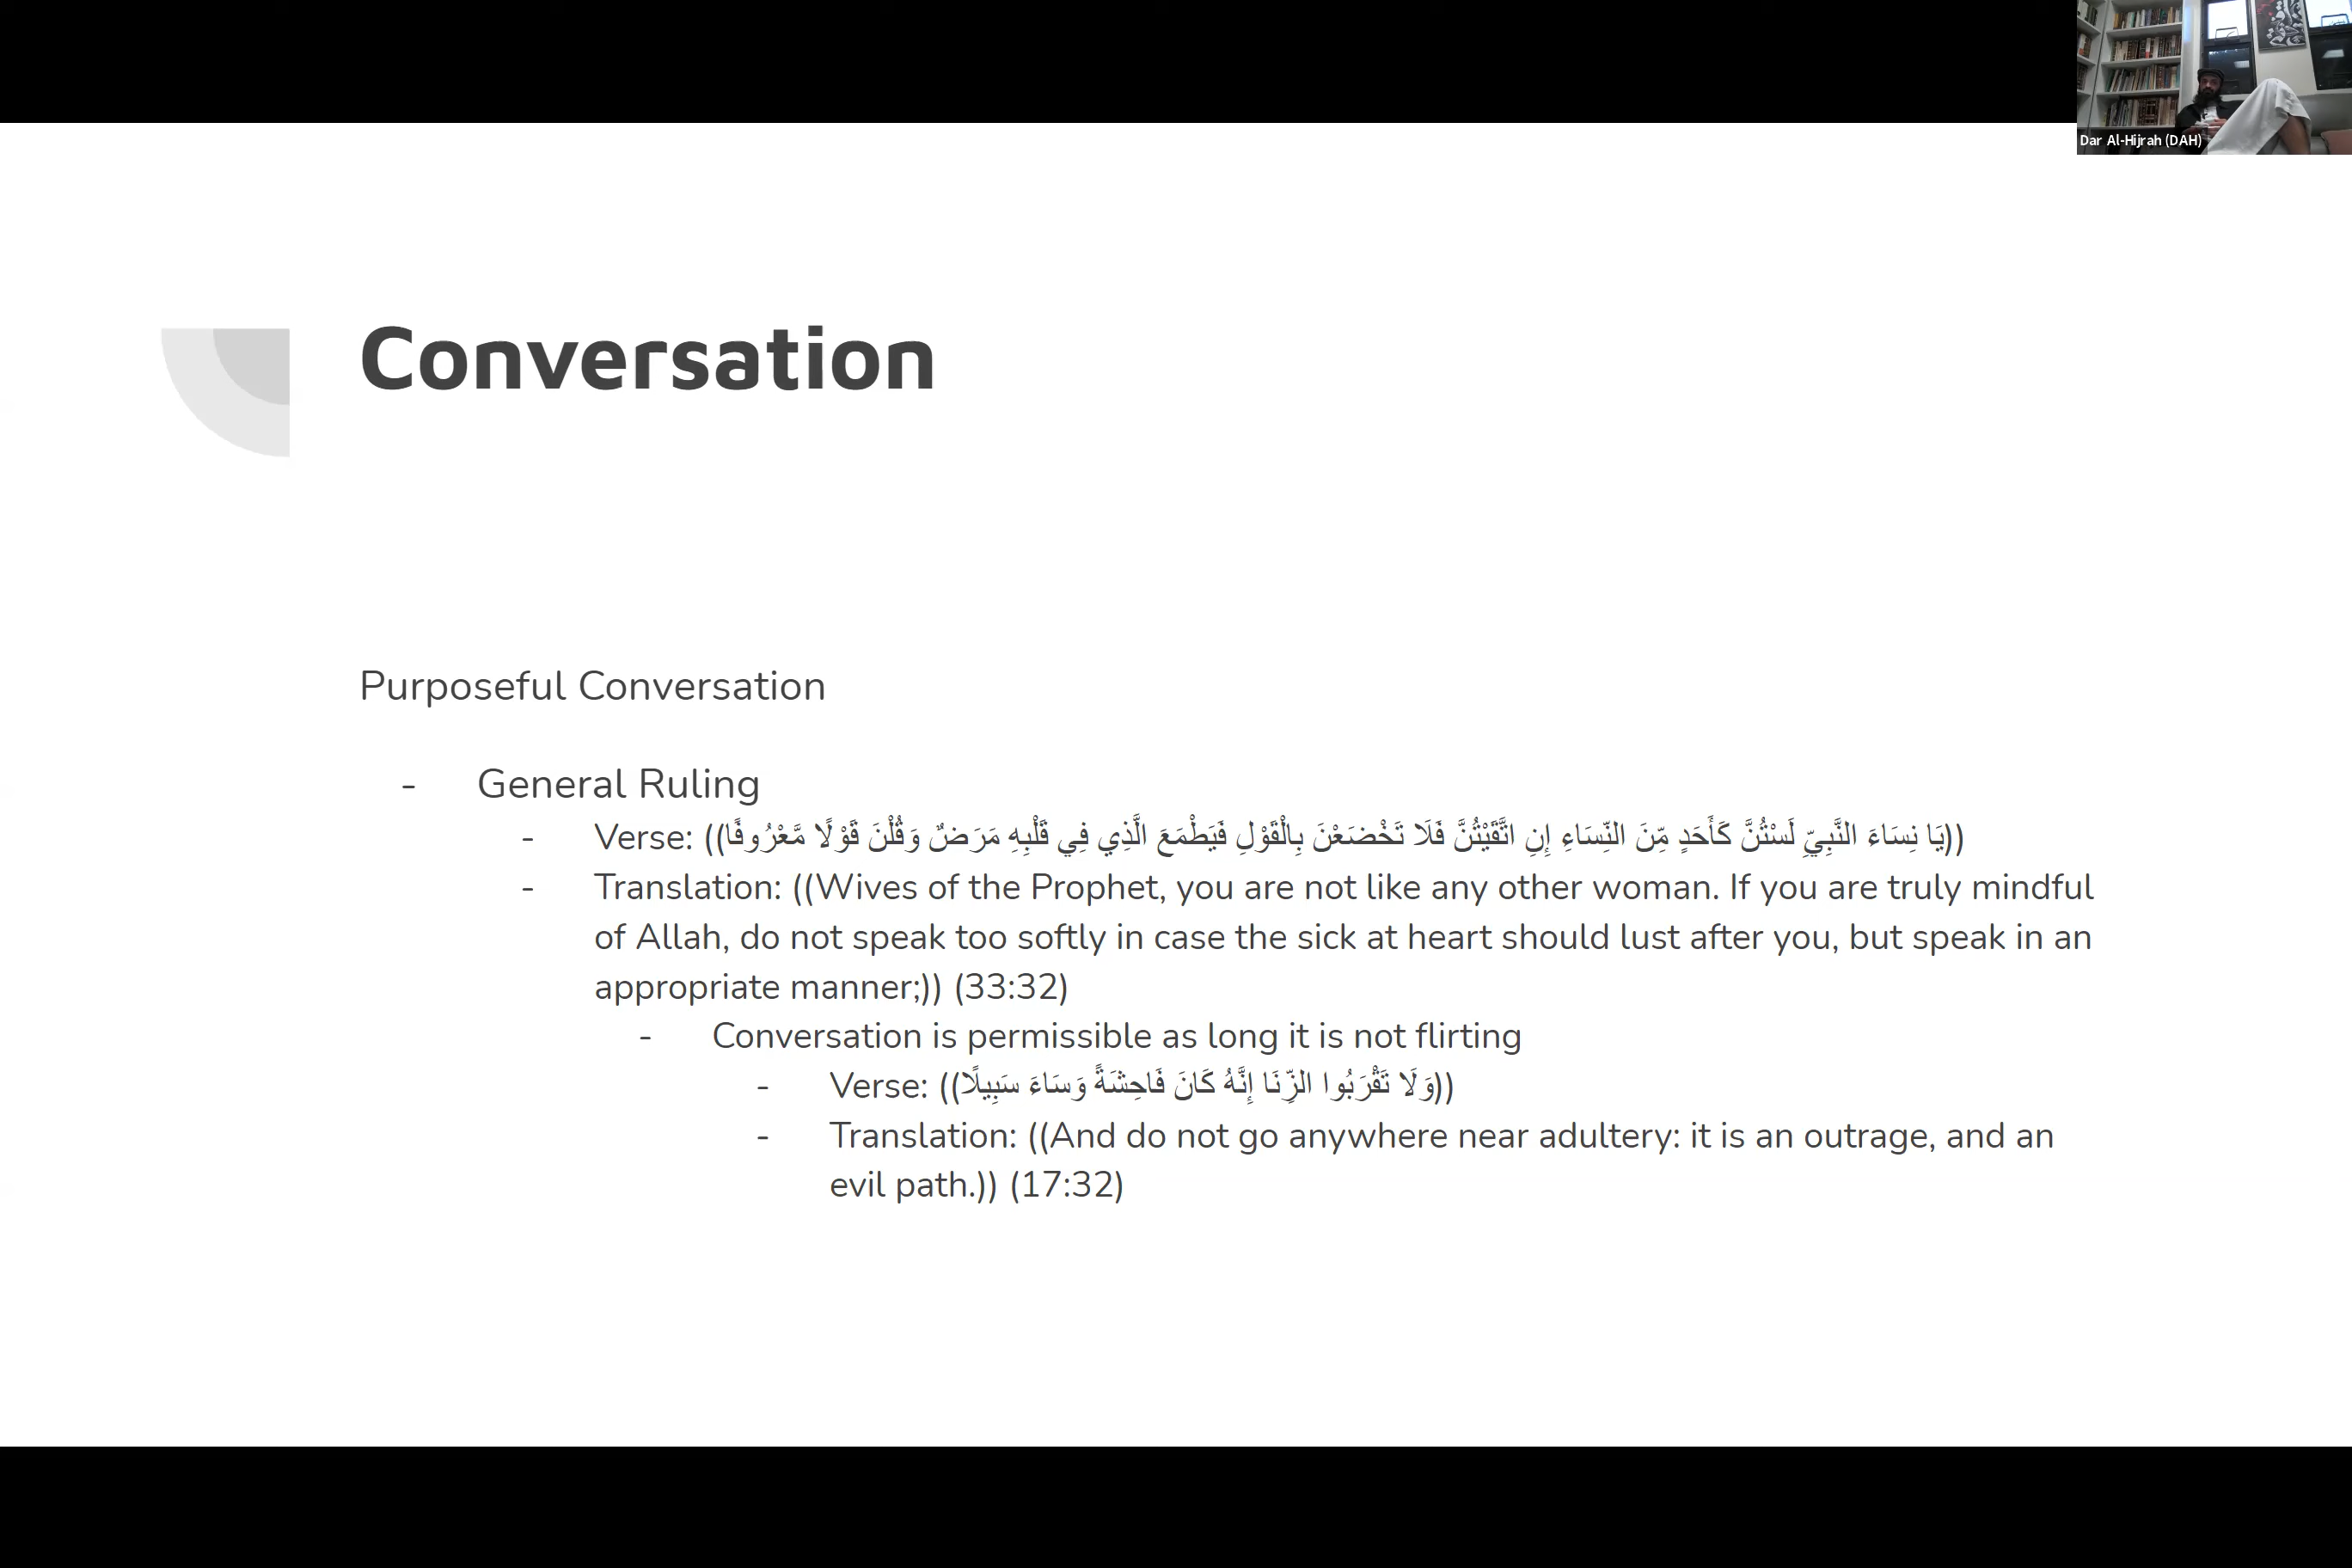 Dar Al-Hijrah (DAH)
Conversation
Purposeful Conversation
- General Ruling
- Verse: ((يَا نِسَاءَ النَّبِيِّ لَسْتُنَّ كَأَحَدٍ مِّنَ النِّسَاءِ إِنِ اتَّقَيْتُنَّ فَلَا تَخْضَعْنَ بِالْقَوْلِ فَيَطْمَعَ الَّذِي فِي قَلْبِهِ مَرَضٌ وَقُلْنَ قَوْلًا مَّعْرُوفًا))
- Translation: ((Wives of the Prophet, you are not like any other woman. If you are truly mindful
of Allah, do not speak too softly in case the sick at heart should lust after you, but speak in an
appropriate manner;)) (33:32)
- Conversation is permissible as long it is not flirting
- Verse: ((وَلَا تَقْرَبُوا الزِّنَا إِنَّهُ كَانَ فَاحِشَةً وَسَاءَ سَبِيلًا))
- Translation: ((And do not go anywhere near adultery: it is an outrage, and an
evil path.)) (17:32)